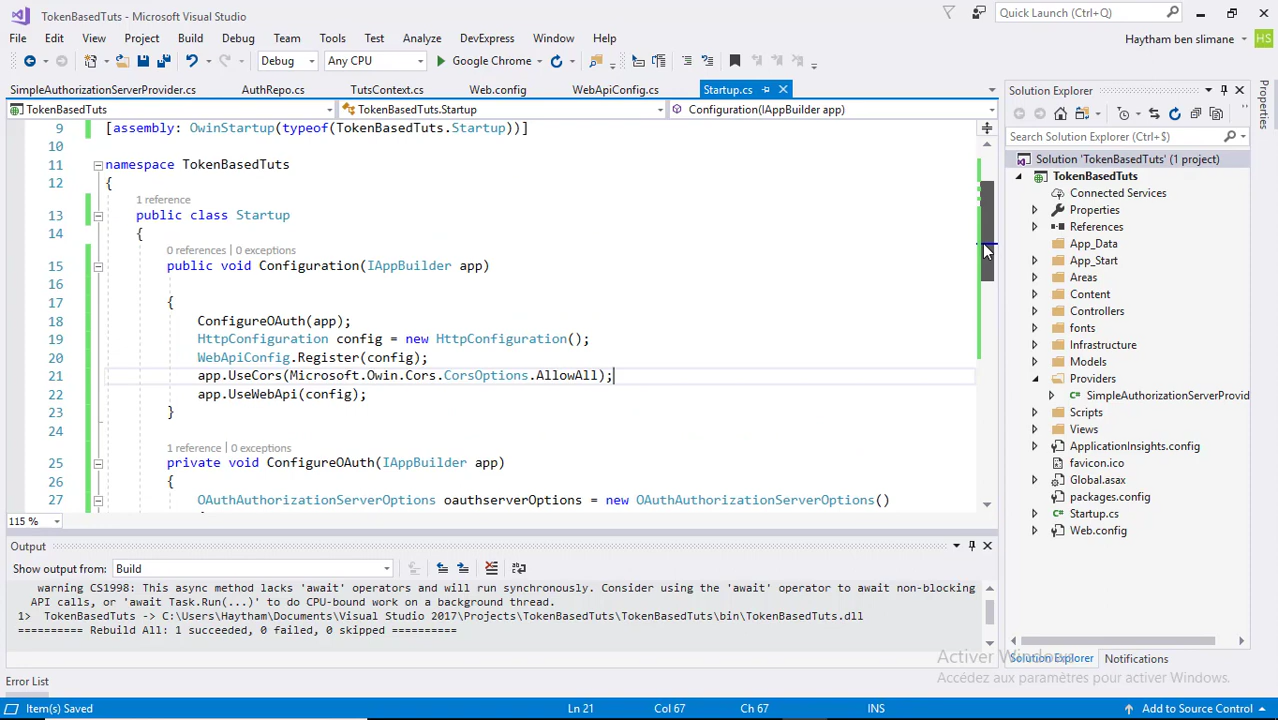 TokenBasedTuts - Microsoft Visual Studio
Quick Launch (Ctrl+Q)
File Edit View Project Build Debug Team Tools Test Analyze DevExpress Window Help
Haytham ben slimane HS
Debug Any CPU Google Chrome
SimpleAuthorizationServerProvider.cs AuthRepo.cs TutsContext.cs Web.config WebApiConfig.cs Startup.cs
TokenBasedTuts TokenBasedTuts.Startup Configuration(IAppBuilder app)
9 [assembly: OwinStartup(typeof(TokenBasedTuts.Startup))]
10
11 namespace TokenBasedTuts
12 {
1 reference
13 public class Startup
14 {
0 references | 0 exceptions
15 public void Configuration(IAppBuilder app)
16
17 {
18 ConfigureOAuth(app);
19 HttpConfiguration config = new HttpConfiguration();
20 WebApiConfig.Register(config);
21 app.UseCors(Microsoft.Owin.Cors.CorsOptions.AllowAll);
22 app.UseWebApi(config);
23 }
24
1 reference | 0 exceptions
25 private void ConfigureOAuth(IAppBuilder app)
26 {
27 OAuthAuthorizationServerOptions oauthserverOptions = new OAuthAuthorizationServerOptions()
115 %
Output
Show output from: Build
warning CS1998: This async method lacks 'await' operators and will run synchronously. Consider using the 'await' operator to await non-blocking
API calls, or 'await Task.Run(...)' to do CPU-bound work on a background thread.
1> TokenBasedTuts -> C:\Users\Haytham\Documents\Visual Studio 2017\Projects\TokenBasedTuts\TokenBasedTuts\bin\TokenBasedTuts.dll
========== Rebuild All: 1 succeeded, 0 failed, 0 skipped ==========
Error List
Solution Explorer
Search Solution Explorer (Ctrl+$)
Solution 'TokenBasedTuts' (1 project)
TokenBasedTuts
Connected Services
Properties
References
App_Data
App_Start
Areas
Content
Controllers
fonts
Infrastructure
Models
Providers
SimpleAuthorizationServerProvid
Scripts
Views
ApplicationInsights.config
favicon.ico
Global.asax
packages.config
Startup.cs
Web.config
Solution Explorer Notifications
Properties
Activer Windows
Accédez aux paramètres pour activer Windows.
Item(s) Saved Ln 21 Col 67 Ch 67 INS Add to Source Control